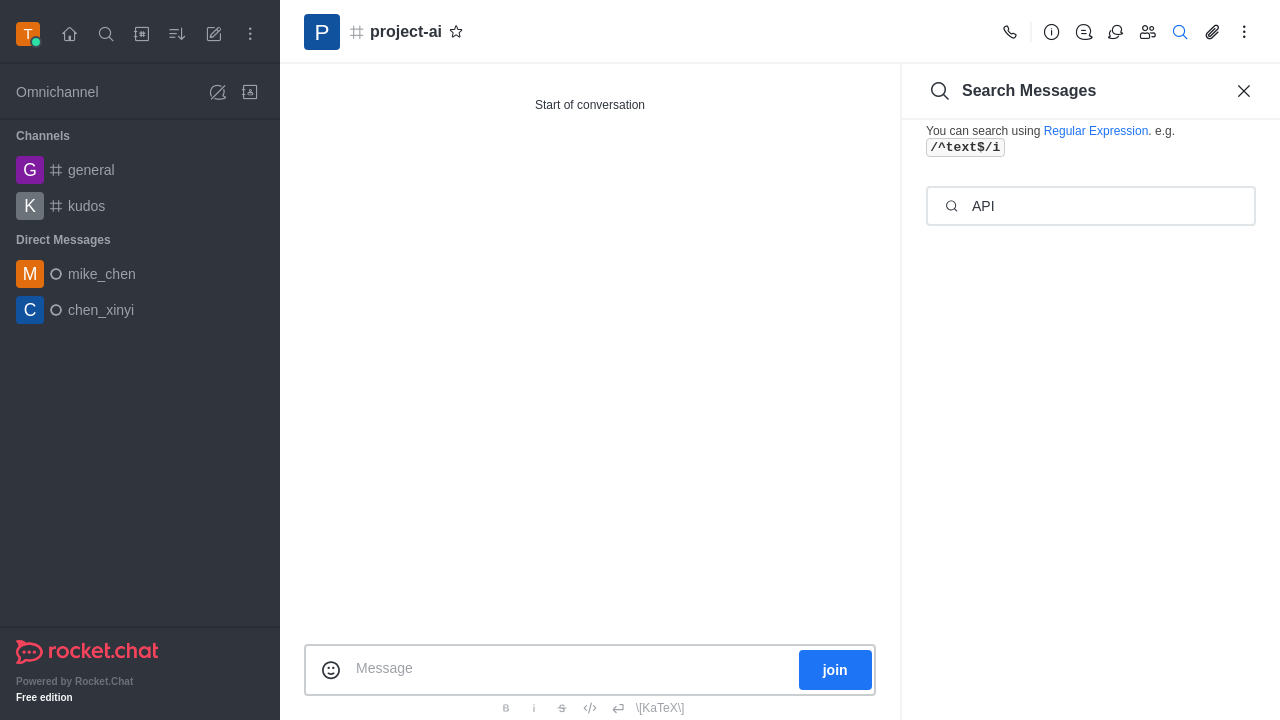 T
Omnichannel
Channels
G general
K kudos
Direct Messages
M mike_chen
C chen_xinyi
rocket.chat
Powered by Rocket.Chat
Free edition
P project-ai
Start of conversation
Message
join
B i S \[KaTeX\]
Search Messages
You can search using Regular Expression. e.g.
/^text$/i
API